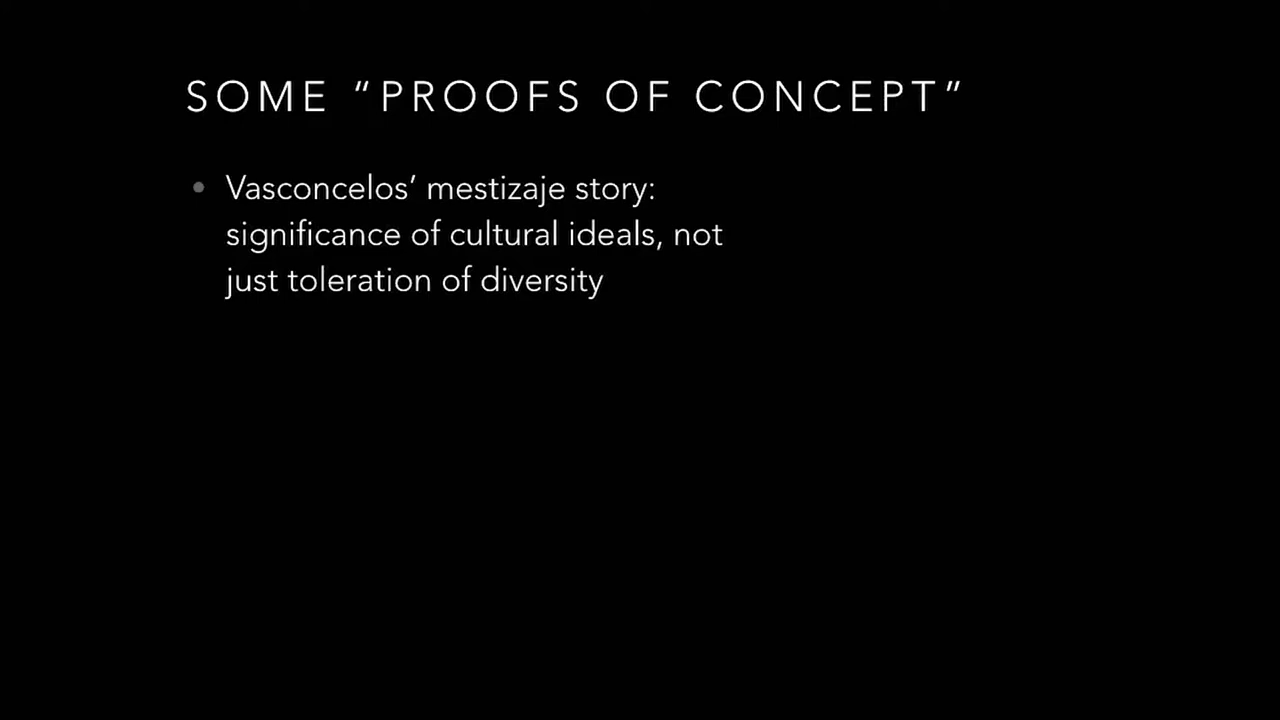 SOME “PROOFS OF CONCEPT”
• Vasconcelos’ mestizaje story:
significance of cultural ideals, not
just toleration of diversity